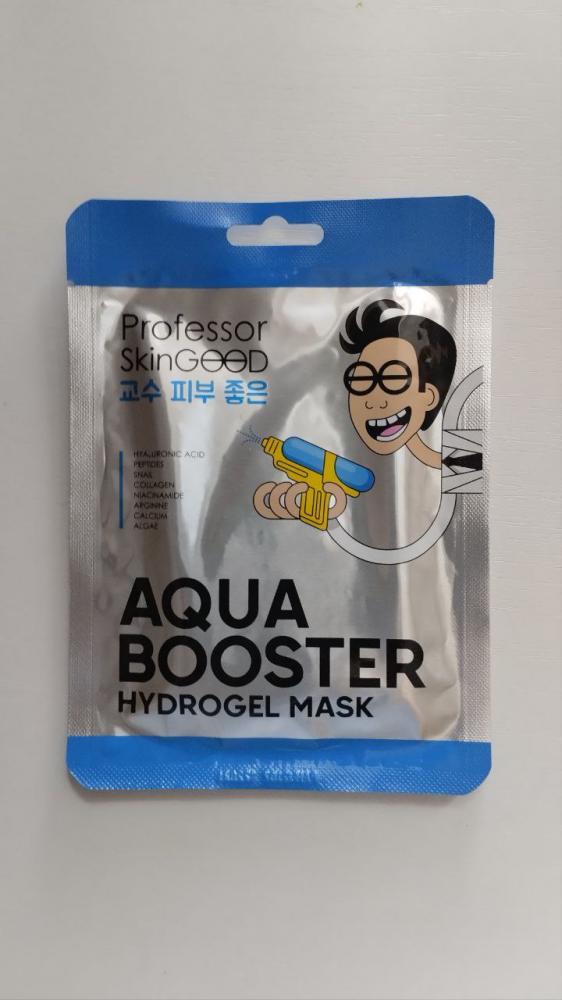 Professor
SkinGOOD
교수 피부 좋은
HYALURONIC ACID
PEPTIDES
SNAIL
COLLAGEN
NIACINAMIDE
ARGININE
CALCIUM
ALGAE
AQUA
BOOSTER
HYDROGEL MASK